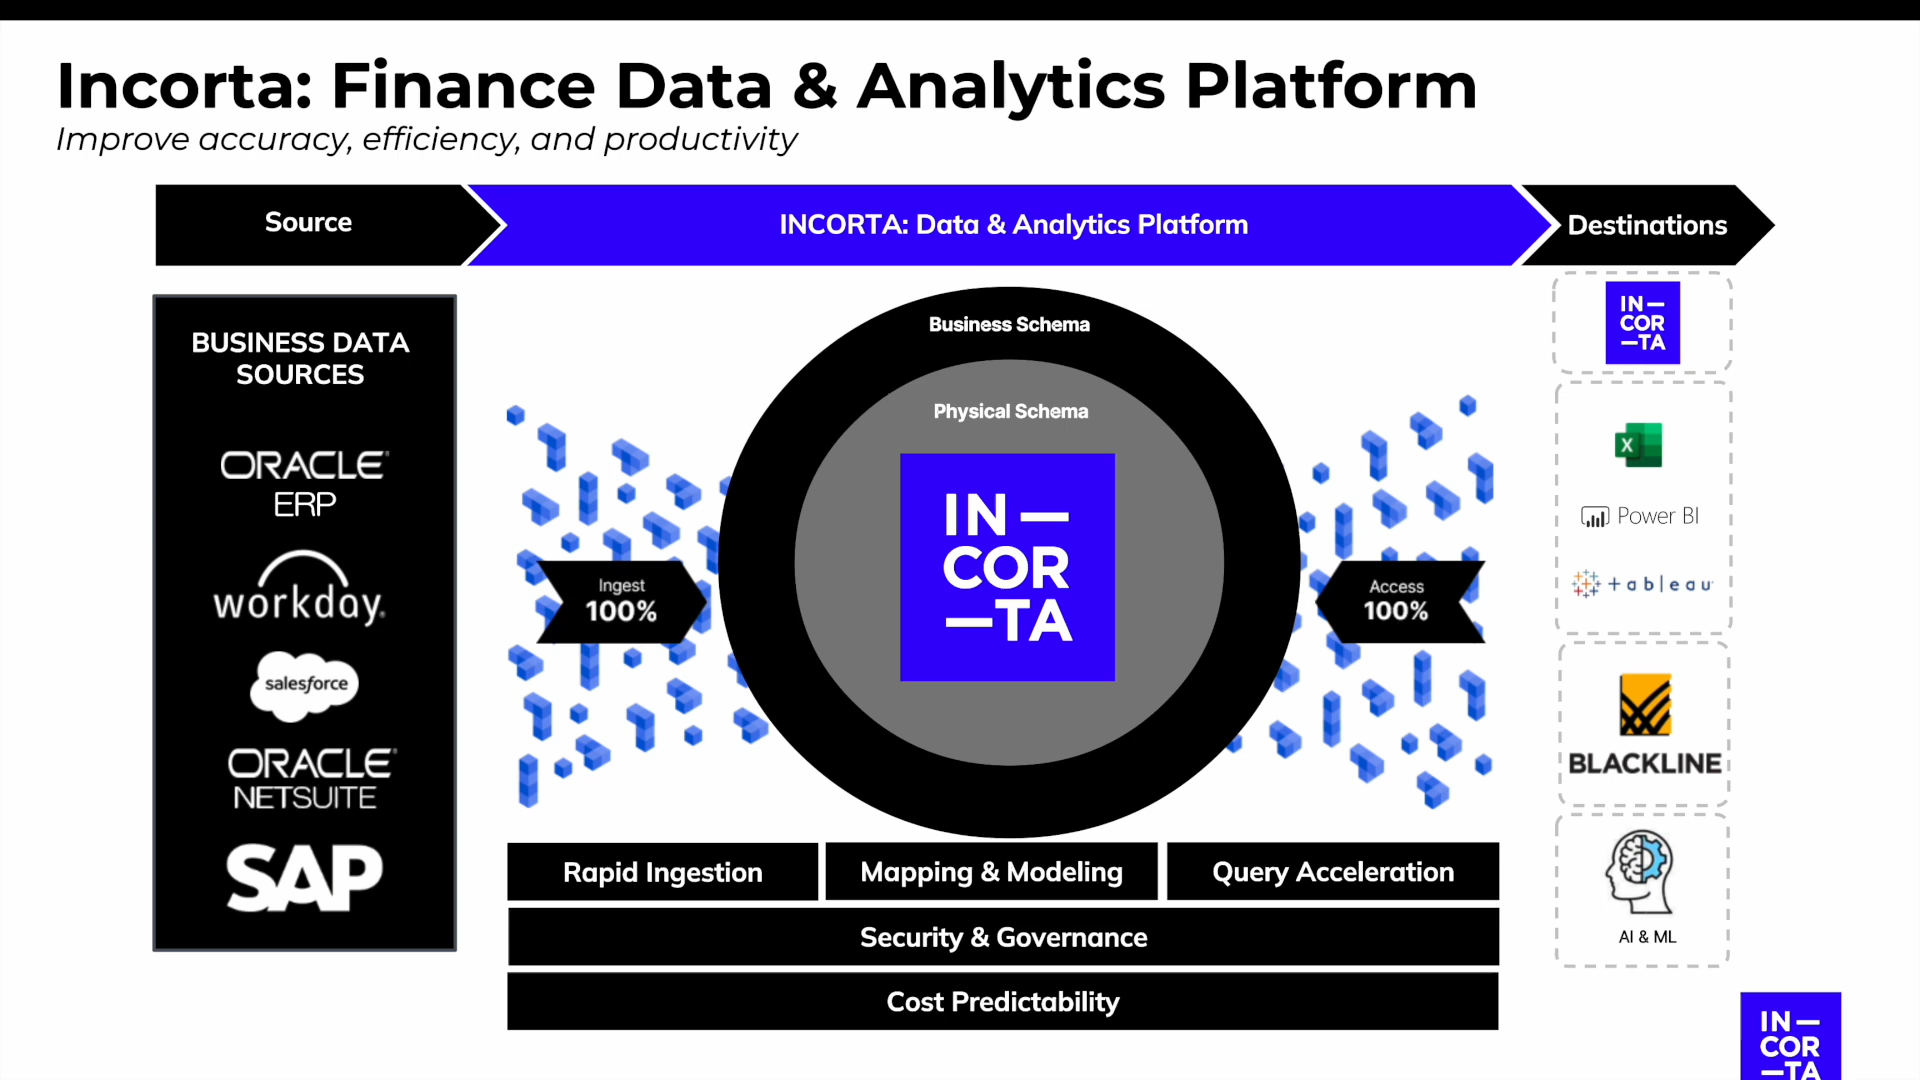 Incorta: Finance Data & Analytics Platform
Improve accuracy, efficiency, and productivity
Source
INCORTA: Data & Analytics Platform
Destinations
BUSINESS DATA
SOURCES
ORACLE
ERP
workday.
salesforce
ORACLE
NETSUITE
SAP
Business Schema
Physical Schema
IN—
COR
—TA
Ingest
100%
Access
100%
Rapid Ingestion
Mapping & Modeling
Query Acceleration
Security & Governance
Cost Predictability
IN—
COR
—TA
X
Power BI
+ableau
BLACKLINE
AI & ML
IN—
COR
—TA